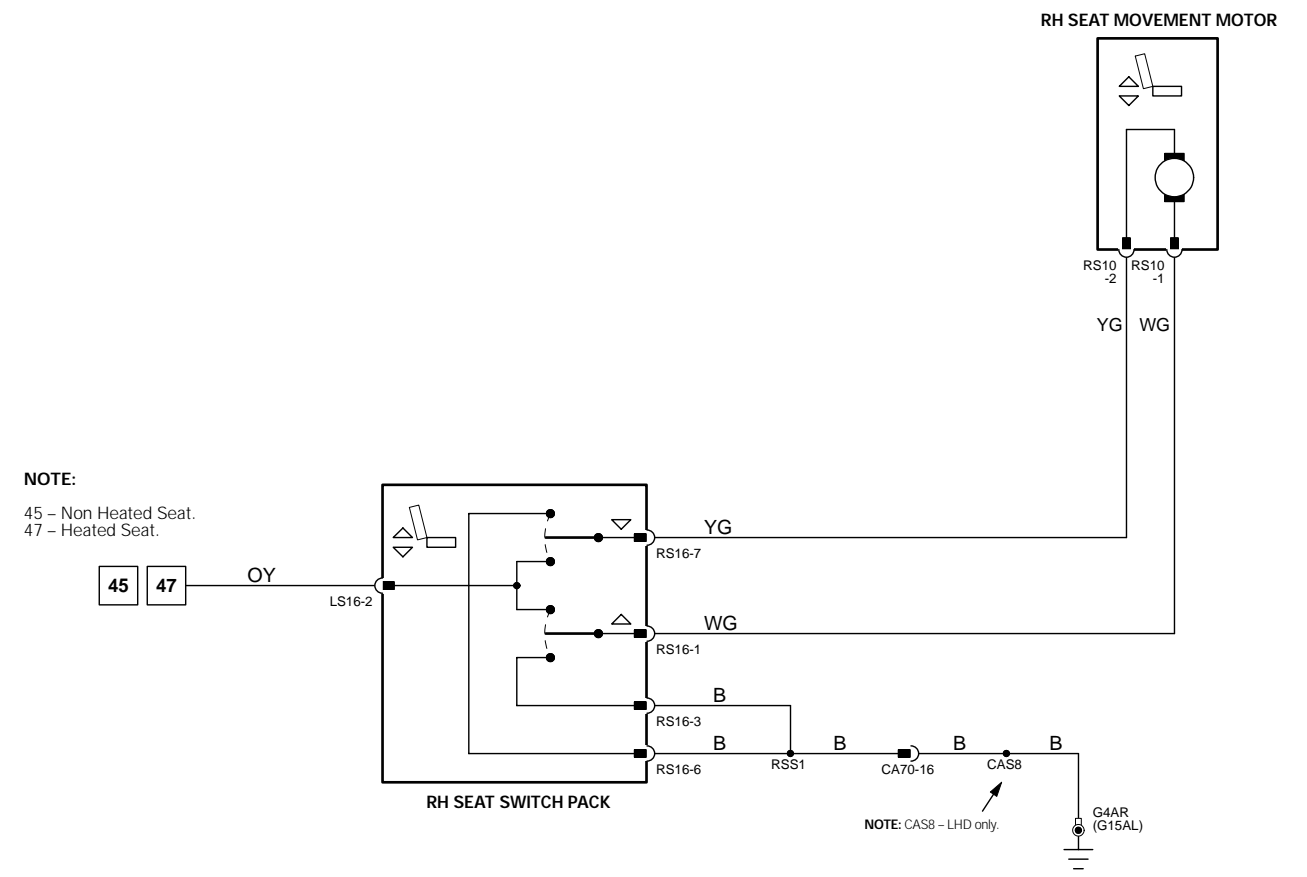 RH SEAT MOVEMENT MOTOR
RS10
-2
RS10
-1
YG
WG
NOTE:
45 – Non Heated Seat.
47 – Heated Seat.
45
47
OY
LS16-2
YG
RS16-7
WG
RS16-1
B
RS16-3
B
RS16-6
RSS1
B
CA70-16
B
CAS8
B
RH SEAT SWITCH PACK
NOTE: CAS8 – LHD only.
G4AR
(G15AL)